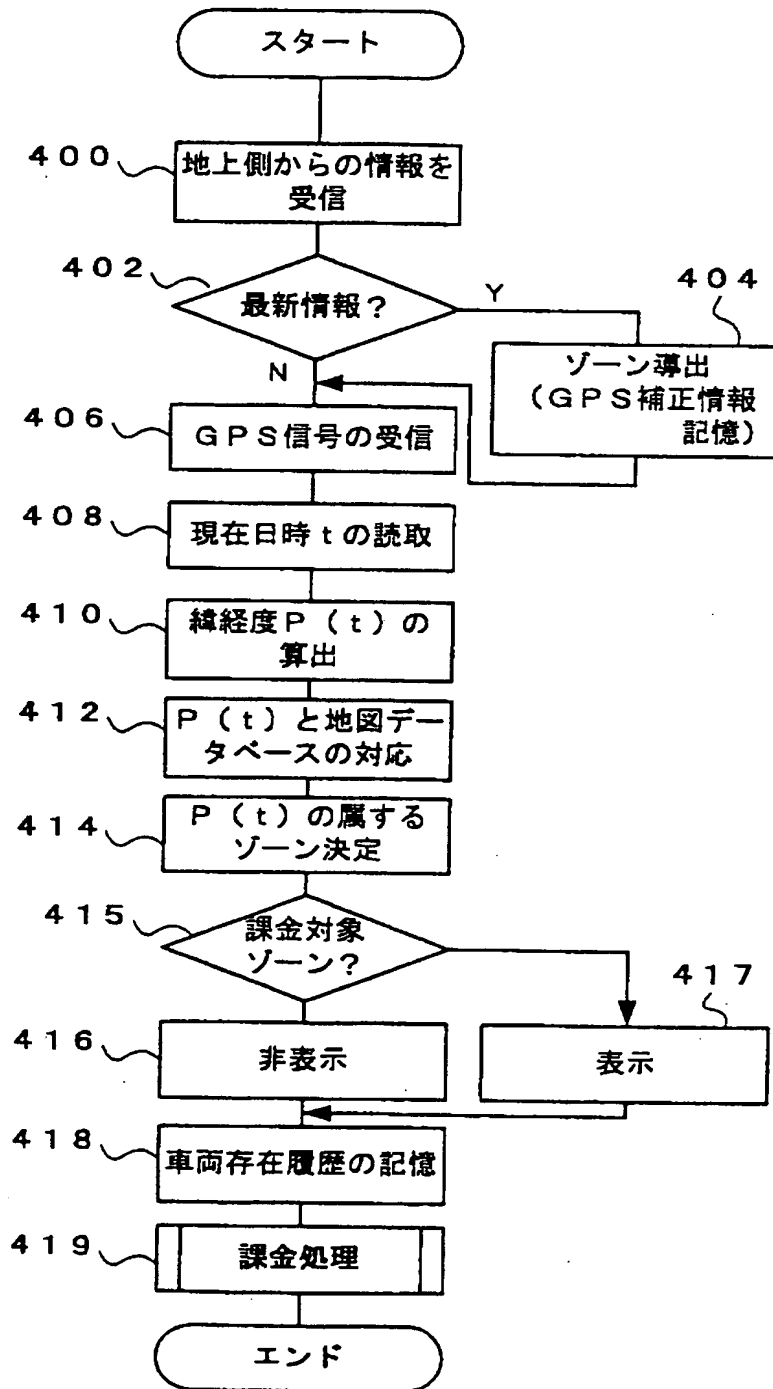 スタート
400
地上側からの情報を
受信
402
最新情報?
Y
N
404
ゾーン導出
(GPS補正情報
記憶)
406
GPS信号の受信
408
現在日時tの読取
410
緯経度P(t)の
算出
412
P(t)と地図デー
タベースの対応
414
P(t)の属する
ゾーン決定
415
課金対象
ゾーン?
416
非表示
417
表示
418
車両存在履歴の記憶
419
課金処理
エンド